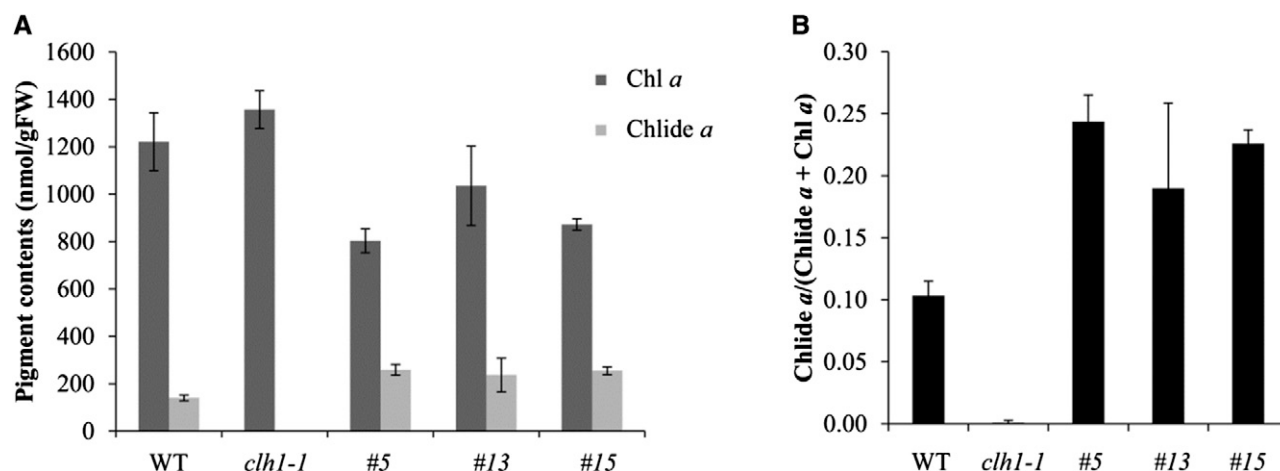 A
Pigment contents (nmol/gFW)
1600
1400
1200
1000
800
600
400
200
0
Chl a
Chlide a
WT clh1-1 #5 #13 #15
B
Chlide a/(Chlide a + Chl a)
0.30
0.25
0.20
0.15
0.10
0.05
0.00
WT clh1-1 #5 #13 #15